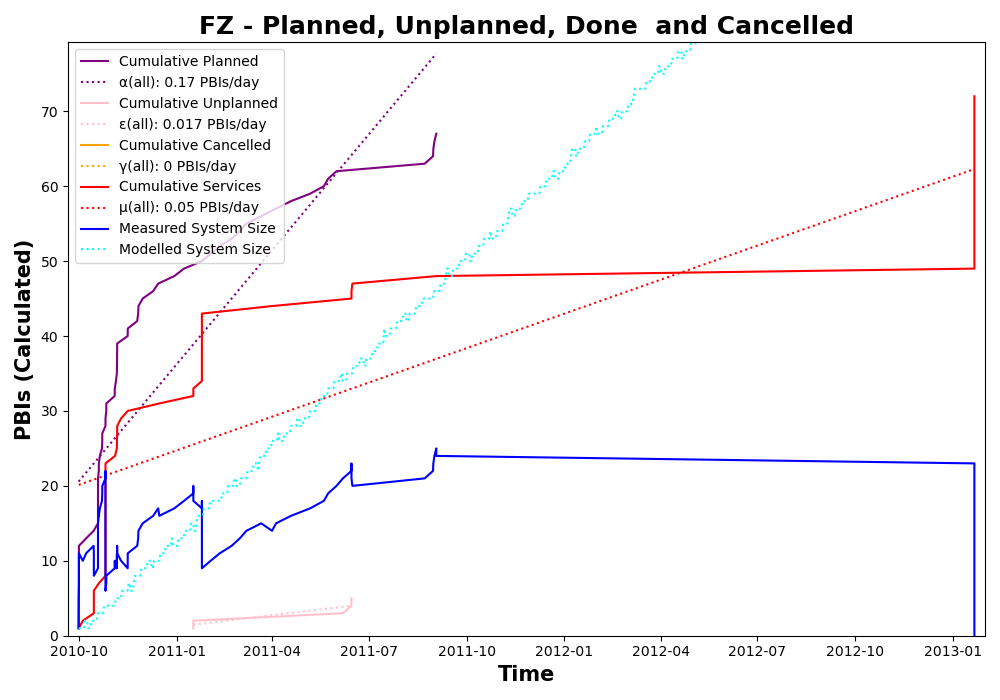 FZ - Planned, Unplanned, Done  and Cancelled
Cumulative Planned
α(all): 0.17 PBIs/day
Cumulative Unplanned
ε(all): 0.017 PBIs/day
Cumulative Cancelled
γ(all): 0 PBIs/day
Cumulative Services
μ(all): 0.05 PBIs/day
Measured System Size
Modelled System Size
PBIs (Calculated)
70
60
50
40
30
20
10
0
2010-10 2011-01 2011-04 2011-07 2011-10 2012-01 2012-04 2012-07 2012-10 2013-01
Time